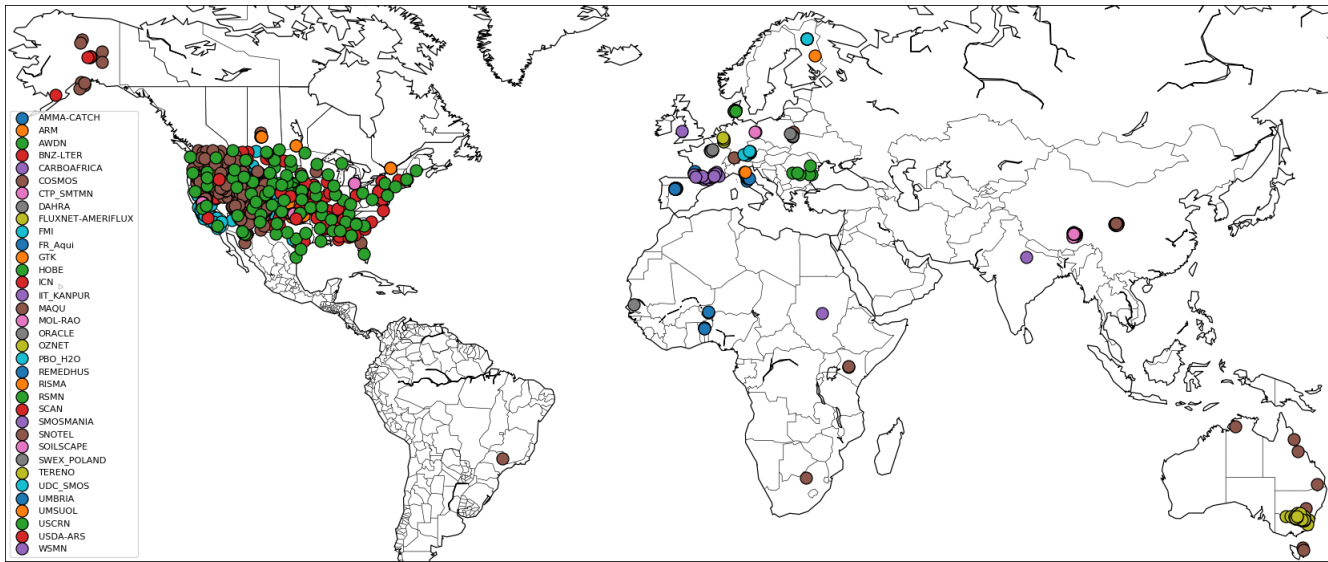 AMMA-CATCH
ARM
AWDN
BNZ-LTER
CARBOAFRICA
COSMOS
CTP_SMTMN
DAHRA
FLUXNET-AMERIFLUX
FMI
FR_Aqui
GTK
HOBE
ICN
IIT_KANPUR
MAQU
MOL-RAO
ORACLE
OZNET
PBO_H2O
REMEDHUS
RISMA
RSMN
SCAN
SMOSMANIA
SNOTEL
SOILSCAPE
SWEX_POLAND
TERENO
UDC_SMOS
UMBRIA
UMSUOL
USCRN
USDA-ARS
WSMN